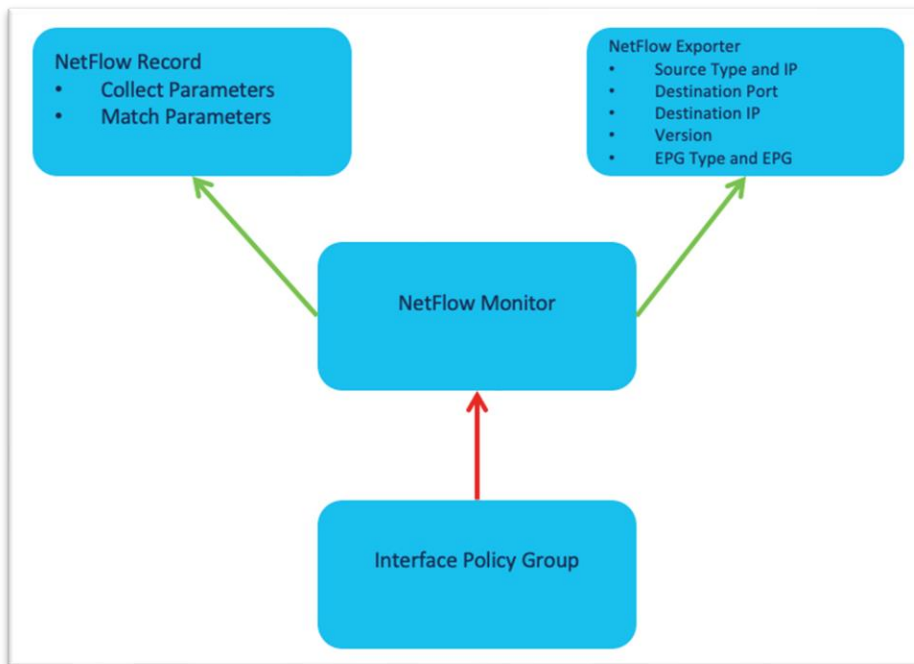 NetFlow Record
• Collect Parameters
• Match Parameters
NetFlow Exporter
• Source Type and IP
• Destination Port
• Destination IP
• Version
• EPG Type and EPG
NetFlow Monitor
Interface Policy Group